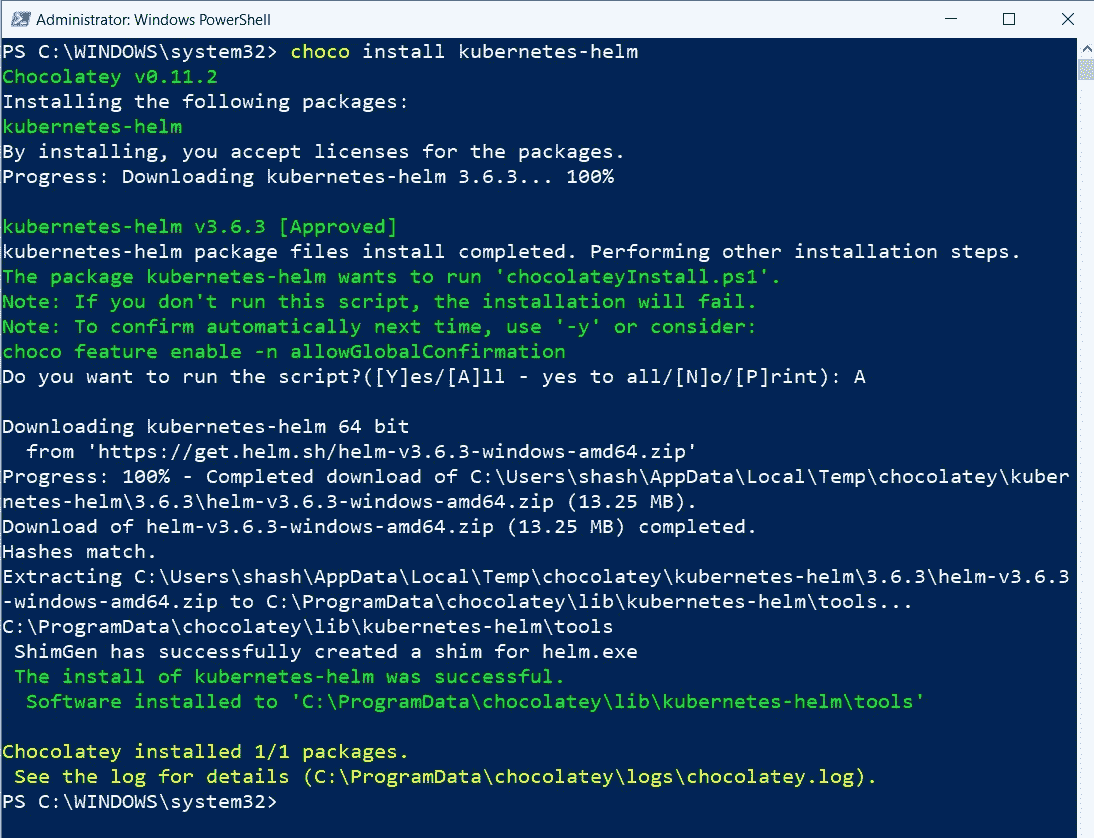 Administrator: Windows PowerShell
PS C:\WINDOWS\system32> choco install kubernetes-helm
Chocolatey v0.11.2
Installing the following packages:
kubernetes-helm
By installing, you accept licenses for the packages.
Progress: Downloading kubernetes-helm 3.6.3... 100%
kubernetes-helm v3.6.3 [Approved]
kubernetes-helm package files install completed. Performing other installation steps.
The package kubernetes-helm wants to run 'chocolateyInstall.ps1'.
Note: If you don't run this script, the installation will fail.
Note: To confirm automatically next time, use '-y' or consider:
choco feature enable -n allowGlobalConfirmation
Do you want to run the script?([Y]es/[A]ll - yes to all/[N]o/[P]rint): A
Downloading kubernetes-helm 64 bit
  from 'https://get.helm.sh/helm-v3.6.3-windows-amd64.zip'
Progress: 100% - Completed download of C:\Users\shash\AppData\Local\Temp\chocolatey\kuber
netes-helm\3.6.3\helm-v3.6.3-windows-amd64.zip (13.25 MB).
Download of helm-v3.6.3-windows-amd64.zip (13.25 MB) completed.
Hashes match.
Extracting C:\Users\shash\AppData\Local\Temp\chocolatey\kubernetes-helm\3.6.3\helm-v3.6.3
-windows-amd64.zip to C:\ProgramData\chocolatey\lib\kubernetes-helm\tools...
C:\ProgramData\chocolatey\lib\kubernetes-helm\tools
 ShimGen has successfully created a shim for helm.exe
 The install of kubernetes-helm was successful.
  Software installed to 'C:\ProgramData\chocolatey\lib\kubernetes-helm\tools'
Chocolatey installed 1/1 packages.
 See the log for details (C:\ProgramData\chocolatey\logs\chocolatey.log).
PS C:\WINDOWS\system32>